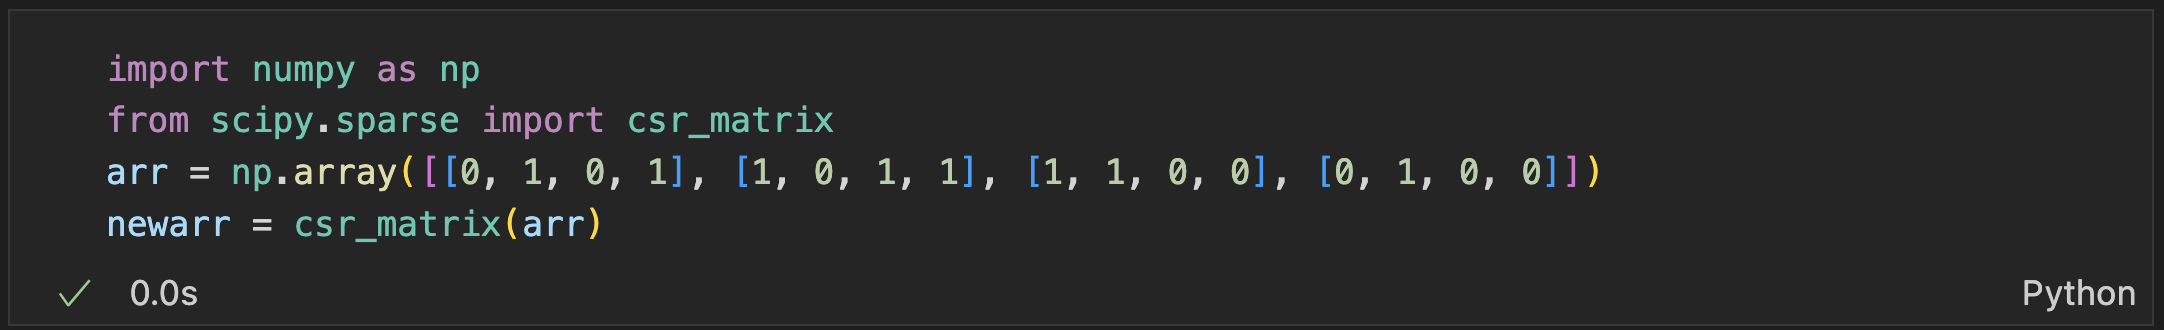 import numpy as np
from scipy.sparse import csr_matrix
arr = np.array([[0, 1, 0, 1], [1, 0, 1, 1], [1, 1, 0, 0], [0, 1, 0, 0]])
newarr = csr_matrix(arr)
✓ 0.0s Python